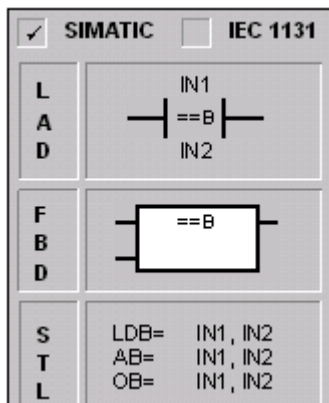 ✓ SIMATIC IEC 1131
L
A
D
IN1
==B
IN2
F
B
D
==B
S
T
L
LDB= IN1, IN2
AB= IN1, IN2
OB= IN1, IN2